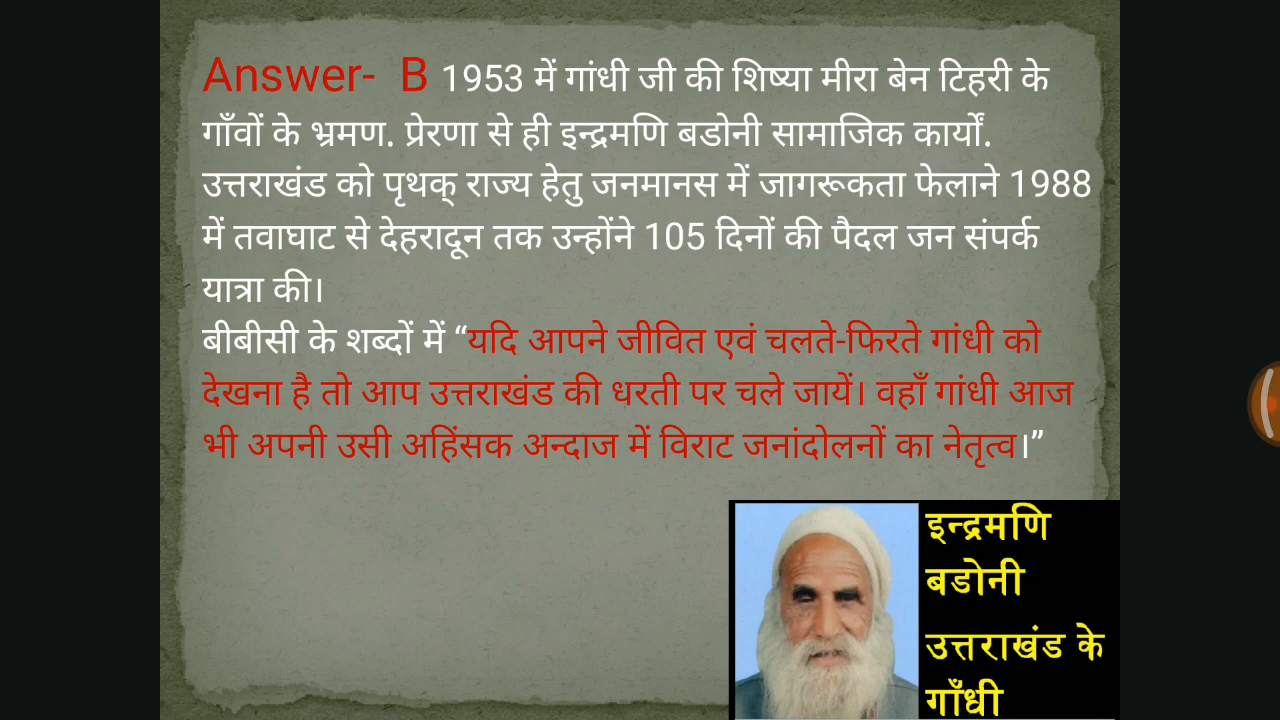 Answer- B 1953 में गांधी जी की शिष्या मीरा बेन टिहरी के
गाँवों के भ्रमण. प्रेरणा से ही इन्द्रमणि बडोनी सामाजिक कार्यों.
उत्तराखंड को पृथक् राज्य हेतु जनमानस में जागरूकता फेलाने 1988
में तवाघाट से देहरादून तक उन्होंने 105 दिनों की पैदल जन संपर्क
यात्रा की।
बीबीसी के शब्दों में “यदि आपने जीवित एवं चलते-फिरते गांधी को
देखना है तो आप उत्तराखंड की धरती पर चले जायें। वहाँ गांधी आज
भी अपनी उसी अहिंसक अन्दाज में विराट जनांदोलनों का नेतृत्व।”
इन्द्रमणि
बडोनी
उत्तराखंड के
गाँधी